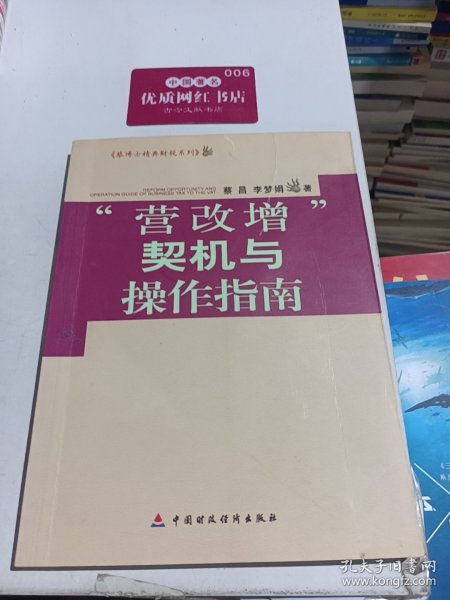 006
中国著名
优质网红书店
《蔡博士精典财税系列》
REFORM OPPORTUNITY AND
OPERATION GUIDE OF BUSINESS TAX TO THE VAT
蔡昌 李梦娟 著
“营改增”
契机与
操作指南
中国财政经济出版社
孔夫子旧书网
www.kongfz.com